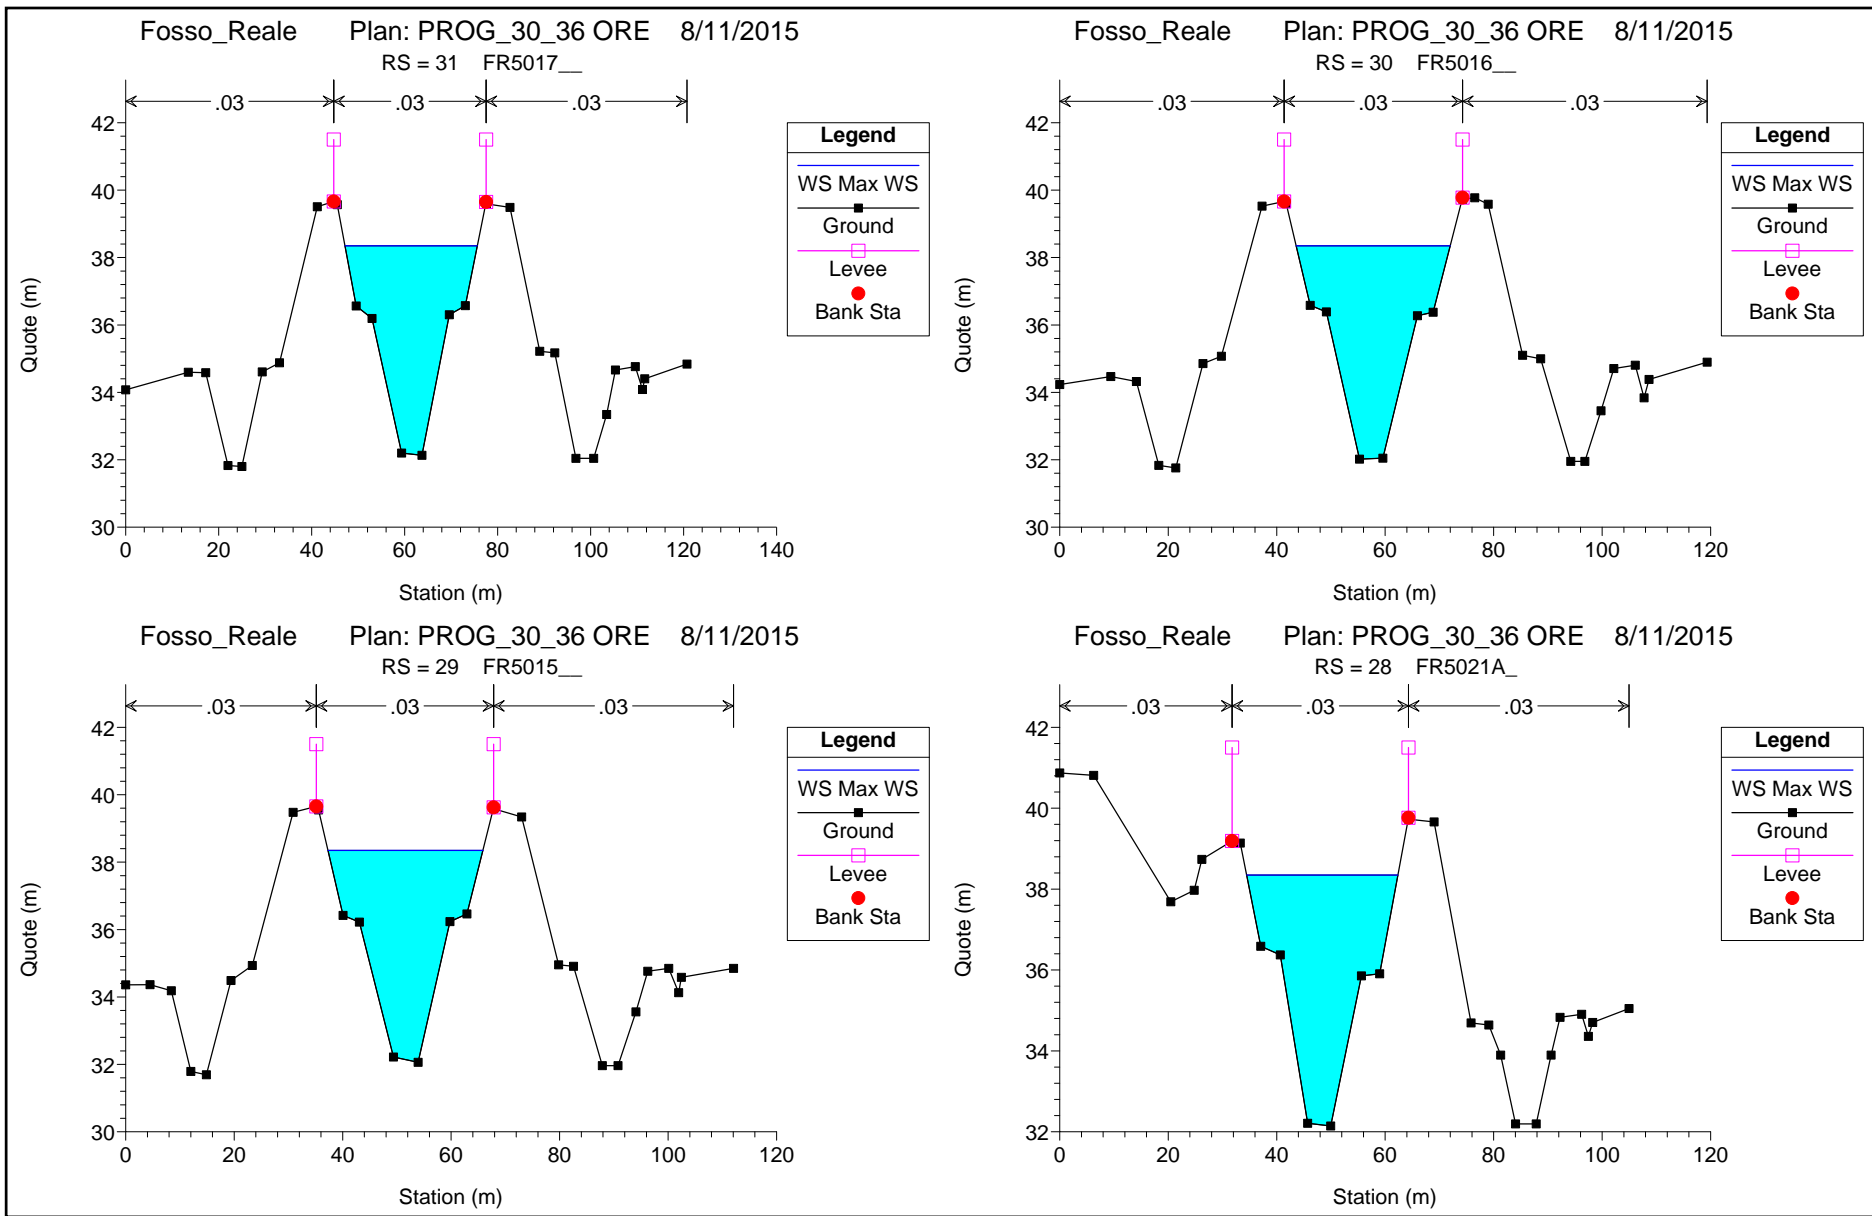 Fosso_Reale Plan: PROG_30_36 ORE 8/11/2015
RS = 31 FR5017__
.03 .03 .03
42
40
38
36
34
32
30
0 20 40 60 80 100 120 140
Quote (m)
Station (m)
Legend
WS Max WS
Ground
Levee
Bank Sta
Fosso_Reale Plan: PROG_30_36 ORE 8/11/2015
RS = 30 FR5016__
.03 .03 .03
42
40
38
36
34
32
30
0 20 40 60 80 100 120
Quote (m)
Station (m)
Legend
WS Max WS
Ground
Levee
Bank Sta
Fosso_Reale Plan: PROG_30_36 ORE 8/11/2015
RS = 29 FR5015__
.03 .03 .03
42
40
38
36
34
32
30
0 20 40 60 80 100 120
Quote (m)
Station (m)
Legend
WS Max WS
Ground
Levee
Bank Sta
Fosso_Reale Plan: PROG_30_36 ORE 8/11/2015
RS = 28 FR5021A_
.03 .03 .03
42
40
38
36
34
32
0 20 40 60 80 100 120
Quote (m)
Station (m)
Legend
WS Max WS
Ground
Levee
Bank Sta